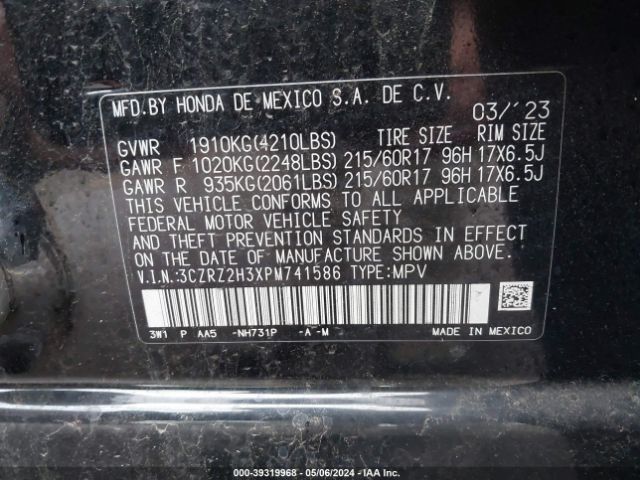 MFD.BY HONDA DE MEXICO S.A. DE C.V. 03/'23
GVWR 1910KG(4210LBS) TIRE SIZE RIM SIZE
GAWR F 1020KG(2248LBS) 215/60R17 96H 17X6.5J
GAWR R 935KG(2061LBS) 215/60R17 96H 17X6.5J
THIS VEHICLE CONFORMS TO ALL APPLICABLE
FEDERAL MOTOR VEHICLE SAFETY
AND THEFT PREVENTION STANDARDS IN EFFECT
ON THE DATE OF MANUFACTURE SHOWN ABOVE.
V.I.N.:3CZRZ2H3XPM741586 TYPE:MPV
3W1 P AA5 -NH731P -A-M MADE IN MEXICO
000-39319968 - 05/06/2024 - IAA Inc.